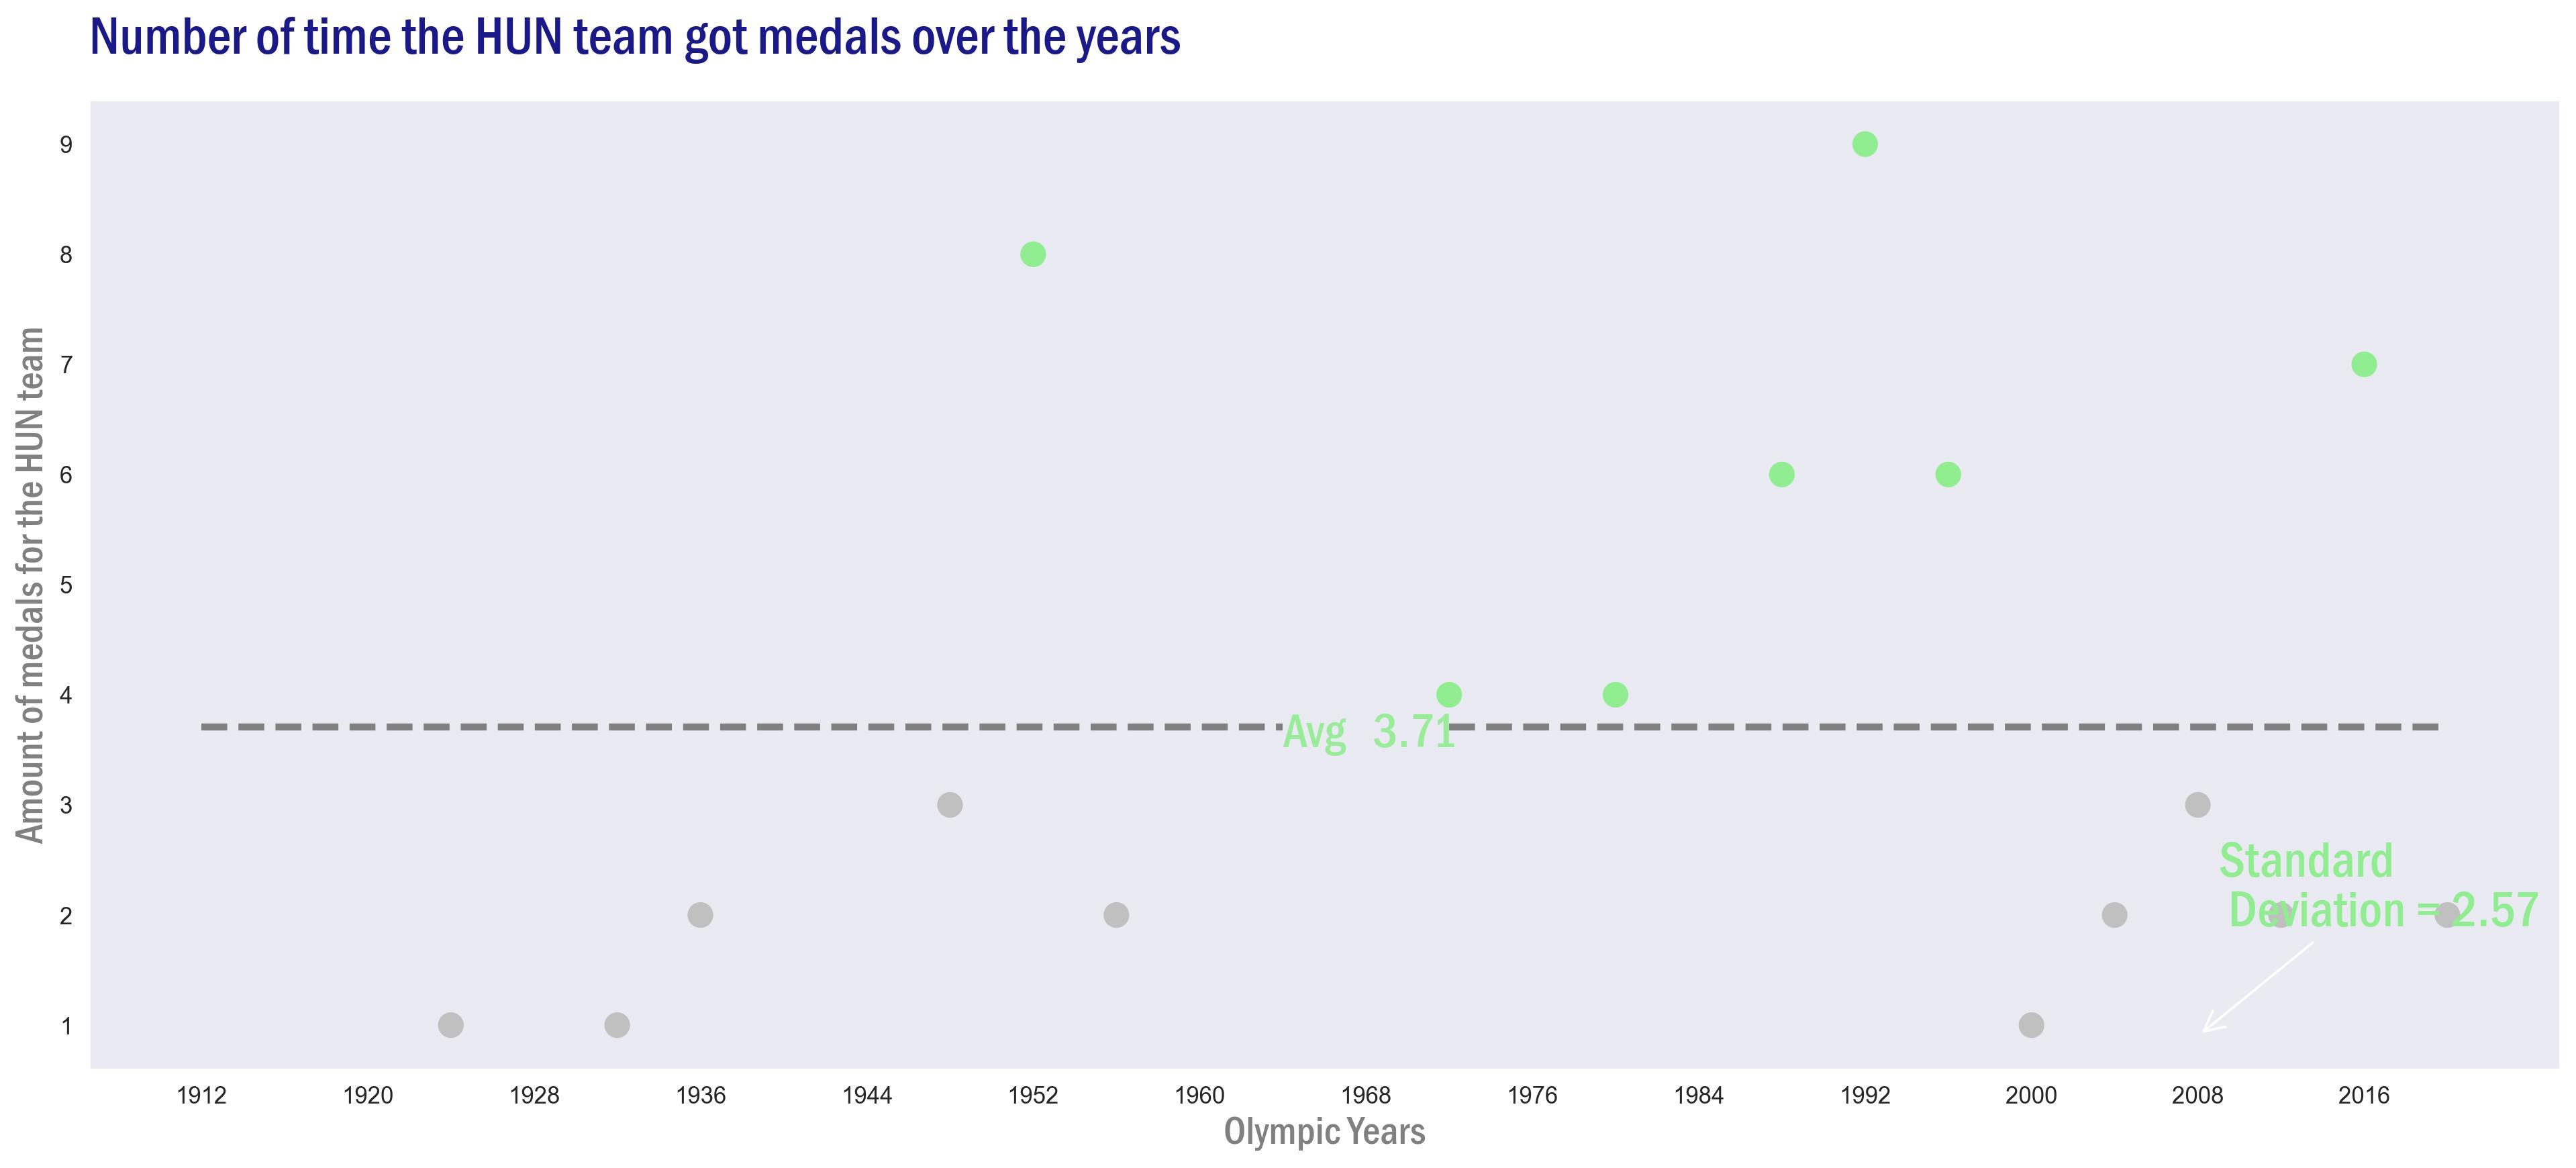 Number of time the HUN team got medals over the years
Amount of medals for the HUN team
9
8
7
6
5
4
3
2
1
Avg 3.71
Standard
Deviation = 2.57
1912 1920 1928 1936 1944 1952 1960 1968 1976 1984 1992 2000 2008 2016
Olympic Years